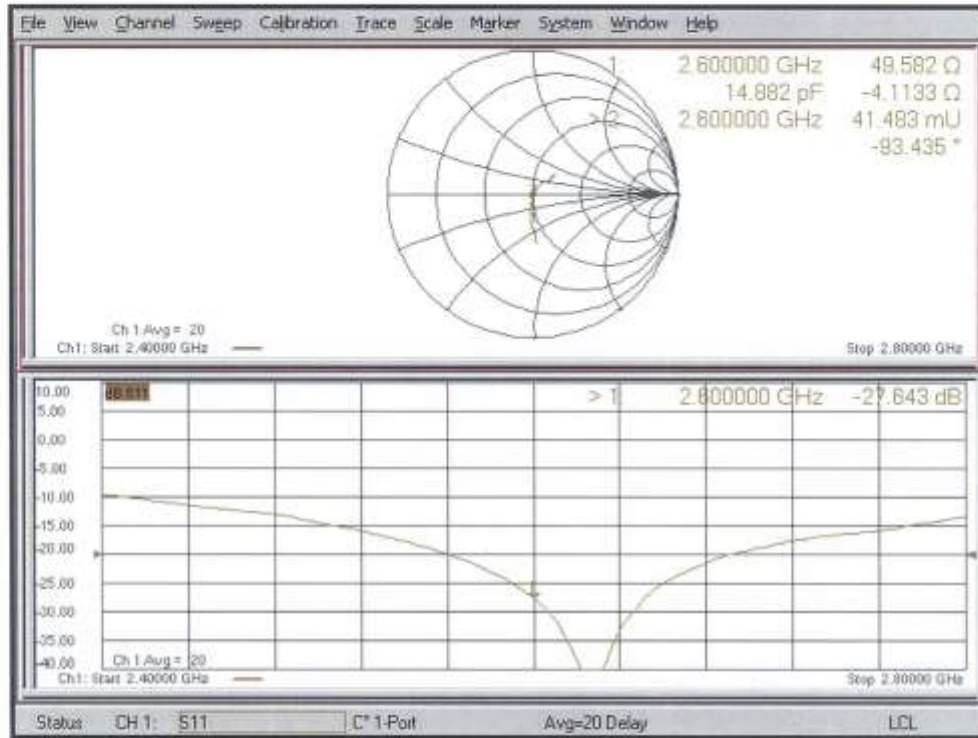 File View Channel Sweep Calibration Trace Scale Marker System Window Help
1: 2.600000 GHz 49.582 Ω
14.882 pF -4.1133 Ω
> 2: 2.600000 GHz 41.483 mU
-93.435 °
Ch 1 Avg = 20
Ch1: Start 2.40000 GHz
Stop 2.80000 GHz
10.00
dB S11
> 1: 2.600000 GHz -27.643 dB
5.00
0.00
-5.00
-10.00
-15.00
-20.00
-25.00
-30.00
-35.00
-40.00
1
Ch 1 Avg = 20
Ch1: Start 2.40000 GHz
Stop 2.80000 GHz
Status CH 1: S11 C* 1-Port Avg=20 Delay LCL